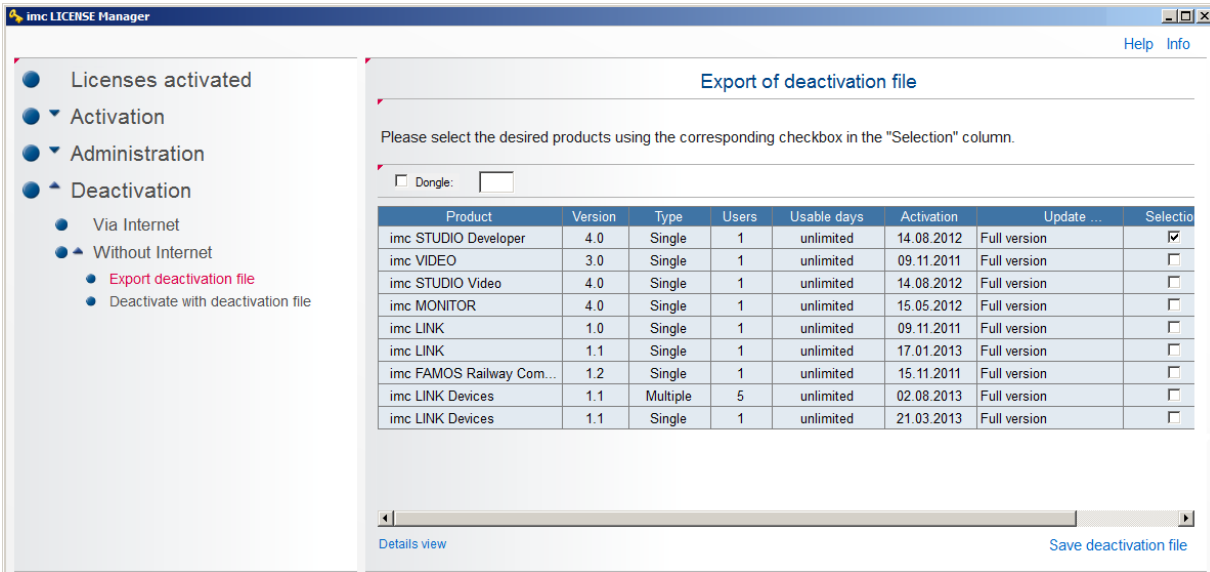 imc LICENSE Manager
Help Info
Licenses activated
Activation
Administration
Deactivation
Via Internet
Without Internet
Export deactivation file
Deactivate with deactivation file
Export of deactivation file
Please select the desired products using the corresponding checkbox in the "Selection" column.
Dongle:
Product Version Type Users Usable days Activation Update ... Selectio
imc STUDIO Developer 4.0 Single 1 unlimited 14.08.2012 Full version
imc VIDEO 3.0 Single 1 unlimited 09.11.2011 Full version
imc STUDIO Video 4.0 Single 1 unlimited 14.08.2012 Full version
imc MONITOR 4.0 Single 1 unlimited 15.05.2012 Full version
imc LINK 1.0 Single 1 unlimited 09.11.2011 Full version
imc LINK 1.1 Single 1 unlimited 17.01.2013 Full version
imc FAMOS Railway Com... 1.2 Single 1 unlimited 15.11.2011 Full version
imc LINK Devices 1.1 Multiple 5 unlimited 02.08.2013 Full version
imc LINK Devices 1.1 Single 1 unlimited 21.03.2013 Full version
Details view Save deactivation file